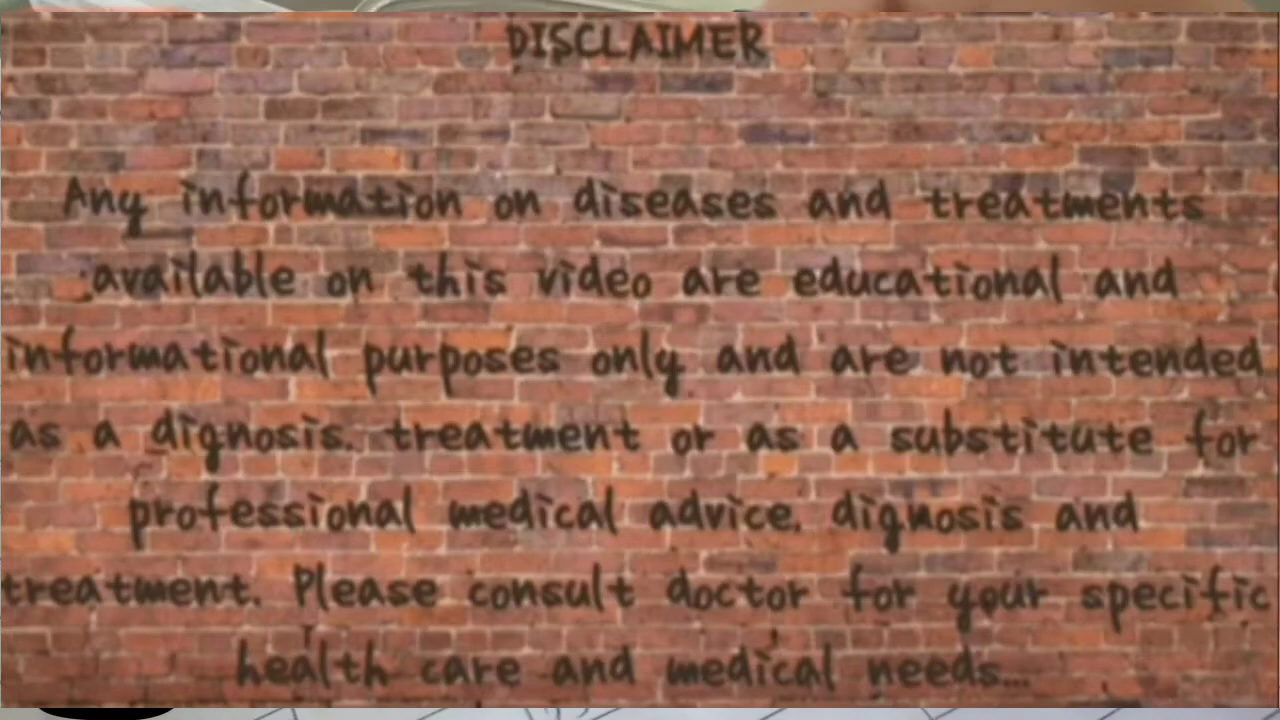 DISCLAIMER
Any information on diseases and treatments
available on this video are educational and
informational purposes only and are not intended
as a dignosis. treatment or as a substitute for
professional medical advice. dignosis and
treatment. Please consult doctor for your specific
health care and medical needs...